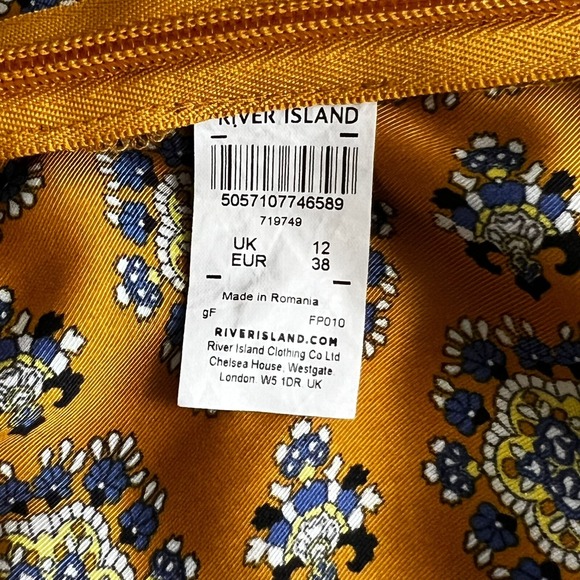 RIVER ISLAND
5057107746589
719749
UK 12
EUR 38
Made in Romania
gF FP010
RIVERISLAND.COM
River Island Clothing Co Ltd
Chelsea House, Westgate,
London W5 1DR UK